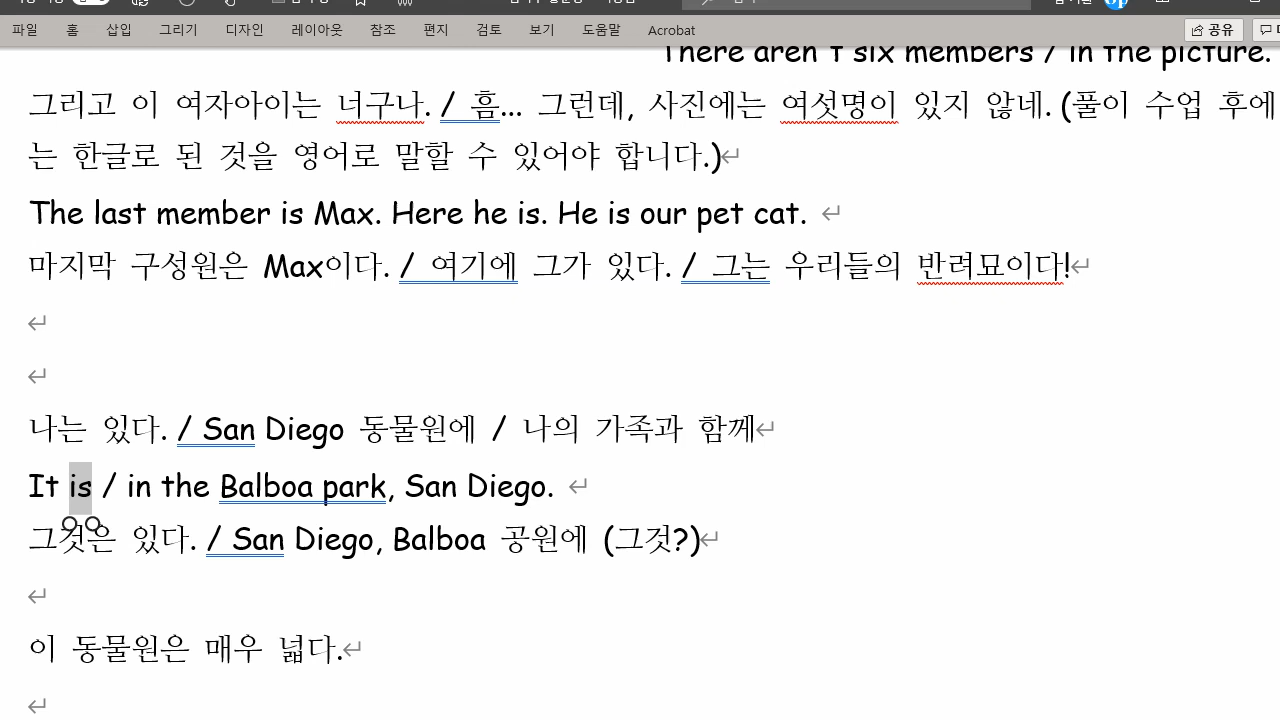 파일 홈 삽입 그리기 디자인 레이아웃 참조 편지 검토 보기 도움말 Acrobat 공유
There aren't six members / in the picture.
그리고 이 여자아이는 너구나. / 흠... 그런데, 사진에는 여섯명이 있지 않네. (풀이 수업 후에
는 한글로 된 것을 영어로 말할 수 있어야 합니다.)
The last member is Max. Here he is. He is our pet cat.
마지막 구성원은 Max이다. / 여기에 그가 있다. / 그는 우리들의 반려묘이다!
나는 있다. / San Diego 동물원에 / 나의 가족과 함께
It is / in the Balboa park, San Diego.
그것은 있다. / San Diego, Balboa 공원에 (그것?)
이 동물원은 매우 넓다.